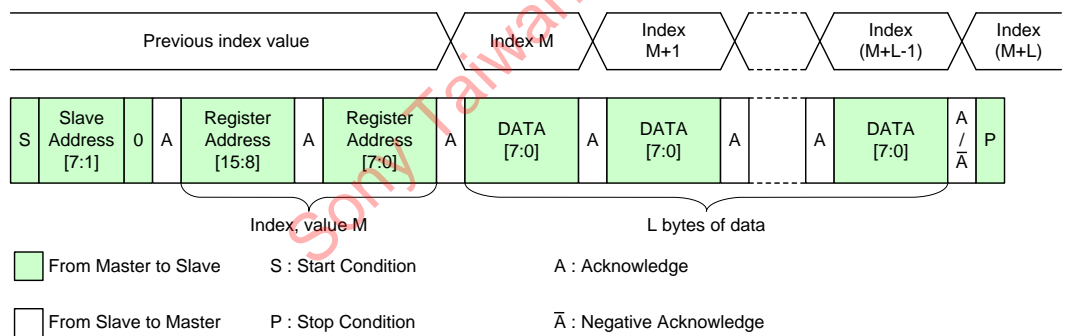 Previous index value
Index M
Index
M+1
Index
(M+L-1)
Index
(M+L)
S
Slave
Address
[7:1]
0
A
Register
Address
[15:8]
A
Register
Address
[7:0]
A
DATA
[7:0]
A
DATA
[7:0]
A
A
DATA
[7:0]
A
/
A̅
P
Index, value M
L bytes of data
From Master to Slave
S : Start Condition
A : Acknowledge
From Slave to Master
P : Stop Condition
A̅ : Negative Acknowledge
Sony Taiwan